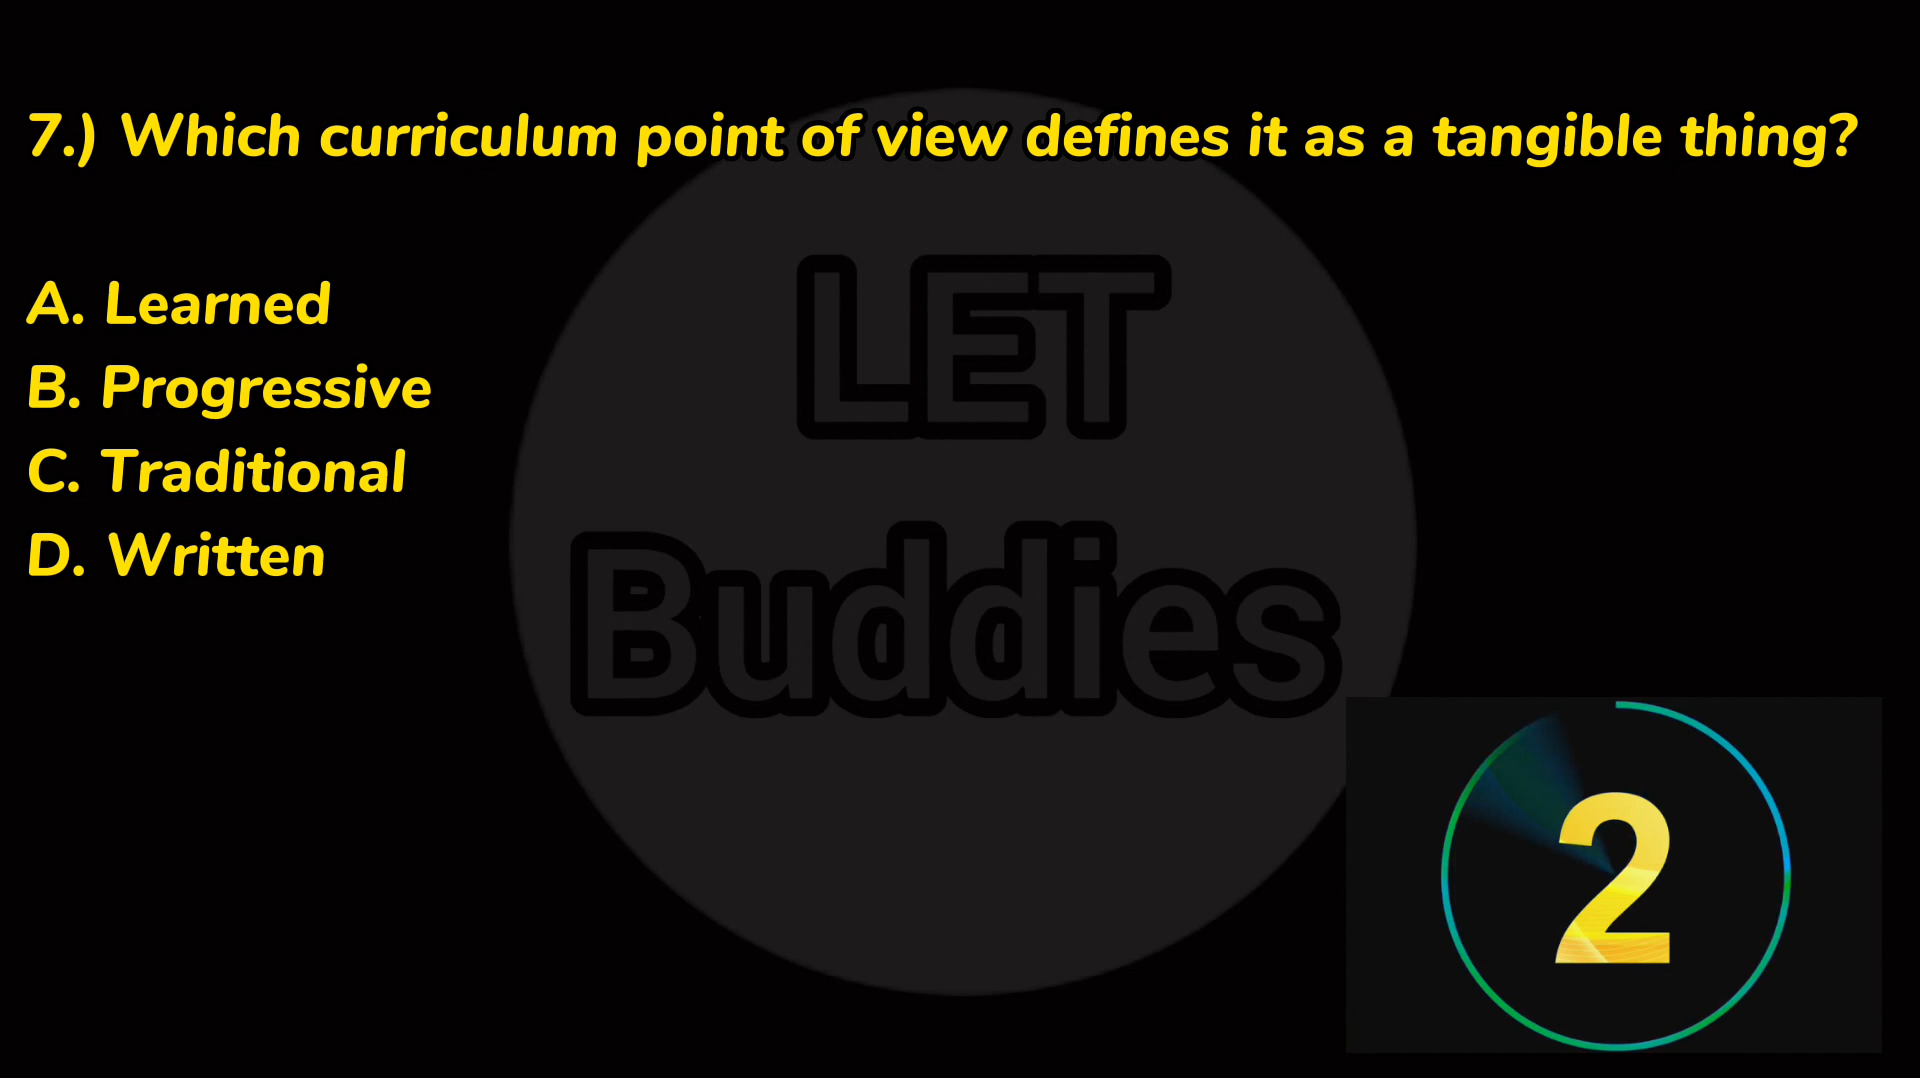 7.) Which curriculum point of view defines it as a tangible thing?
A. Learned
B. Progressive
C. Traditional
D. Written
LET
Buddies
2